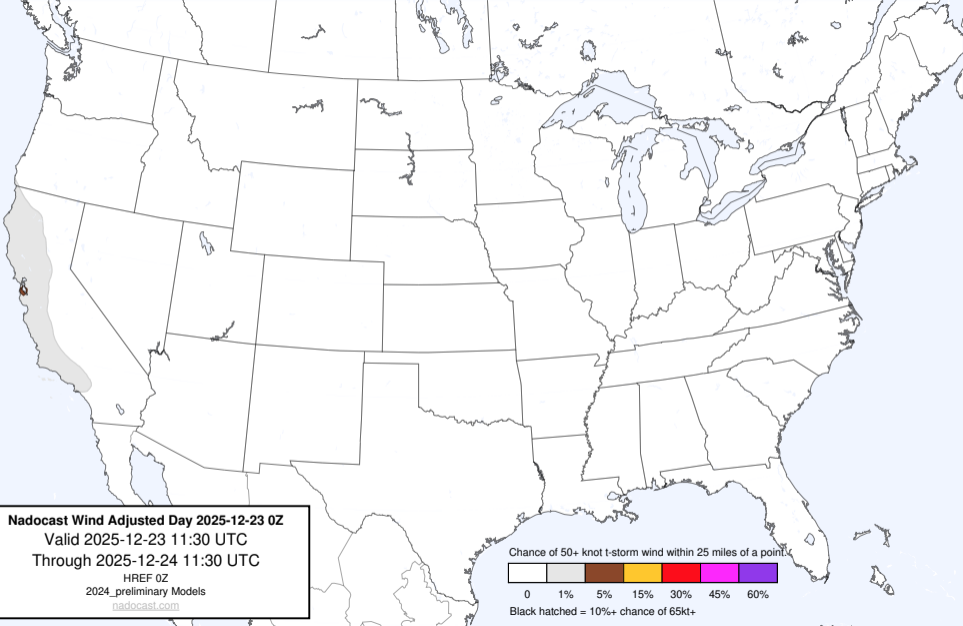 Nadocast Wind Adjusted Day 2025-12-23 0Z
Valid 2025-12-23 11:30 UTC
Through 2025-12-24 11:30 UTC
HREF 0Z
2024_preliminary Models
nadocast.com
Chance of 50+ knot t-storm wind within 25 miles of a point.
0 1% 5% 15% 30% 45% 60%
Black hatched = 10%+ chance of 65kt+